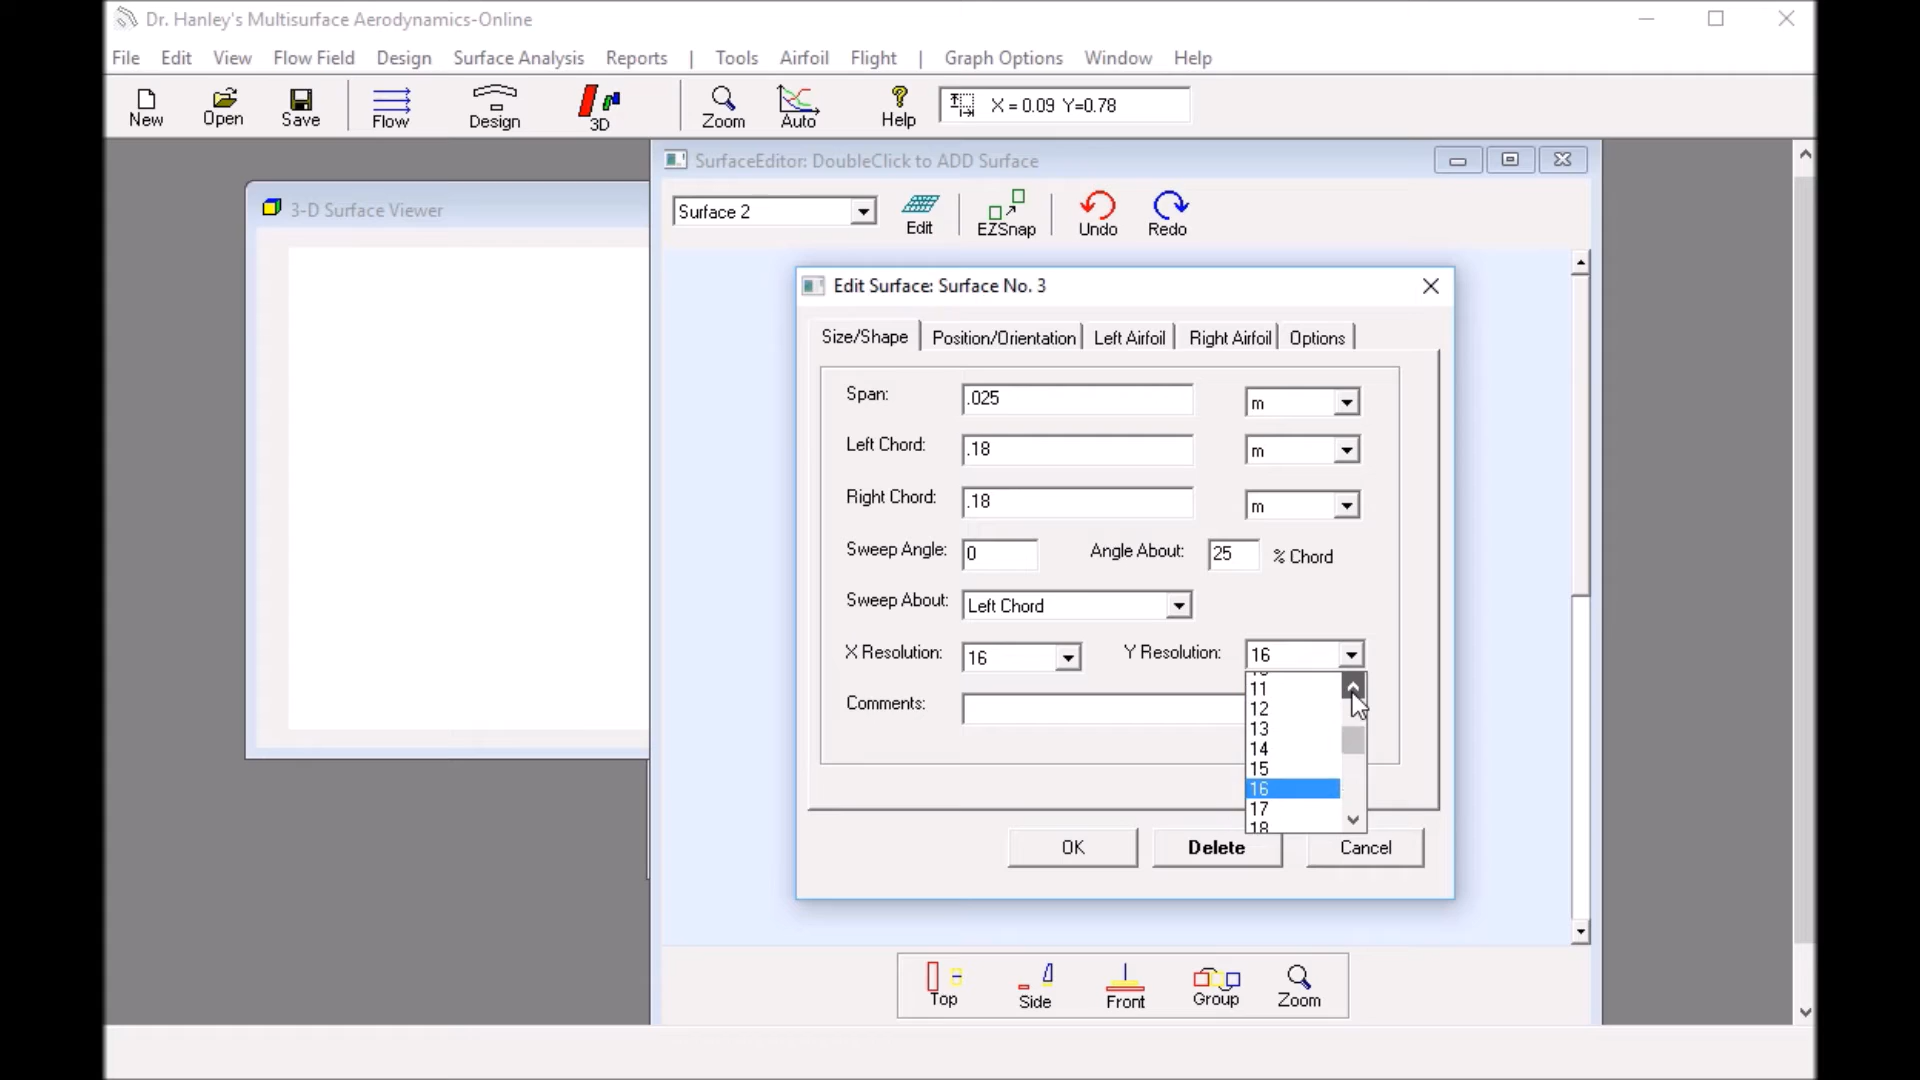 Dr. Hanley's Multisurface Aerodynamics-Online
File Edit View Flow Field Design Surface Analysis Reports | Tools Airfoil Flight | Graph Options Window Help
New Open Save Flow Design 3D Zoom Auto Help X = 0.09 Y=0.78
SurfaceEditor: DoubleClick to ADD Surface
3-D Surface Viewer
Surface 2 Edit EZSnap Undo Redo
Edit Surface: Surface No. 3
Size/Shape Position/Orientation Left Airfoil Right Airfoil Options
Span: .025 m
Left Chord: .18 m
Right Chord: .18 m
Sweep Angle: 0 Angle About: 25 % Chord
Sweep About: Left Chord
X Resolution: 16 Y Resolution: 16
11
Comments:
12
13
14
15
16
17
18
OK Delete Cancel
Top Side Front Group Zoom